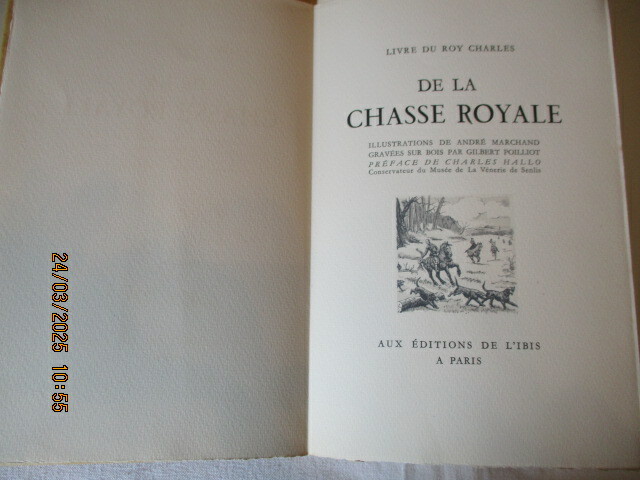 LIVRE DU ROY CHARLES
DE LA
CHASSE ROYALE
ILLUSTRATIONS DE ANDRÉ MARCHAND
GRAVÉES SUR BOIS PAR GILBERT POILLIOT
PRÉFACE DE CHARLES HALLO
Conservateur du Musée de La Vénerie de Senlis
AUX ÉDITIONS DE L'IBIS
A PARIS
24/03/2025 10:55